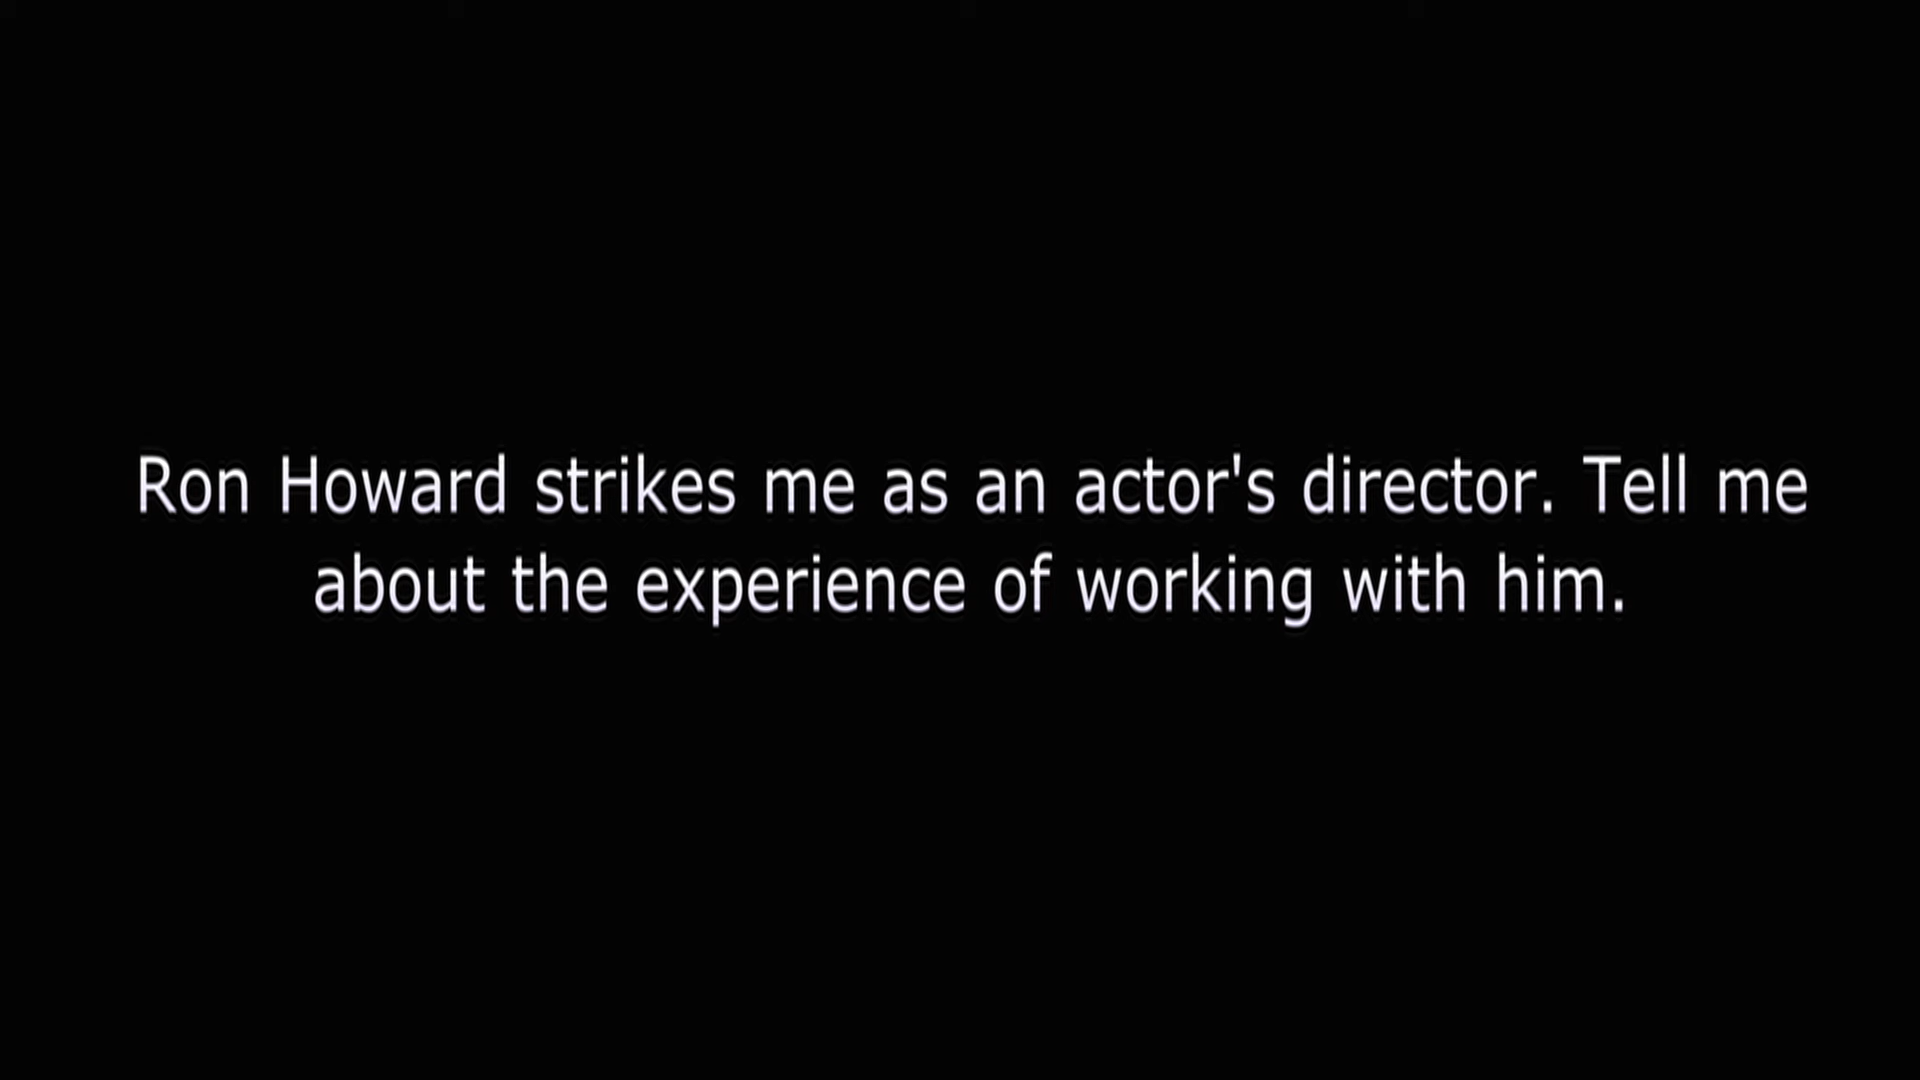 Ron Howard strikes me as an actor's director. Tell me
about the experience of working with him.